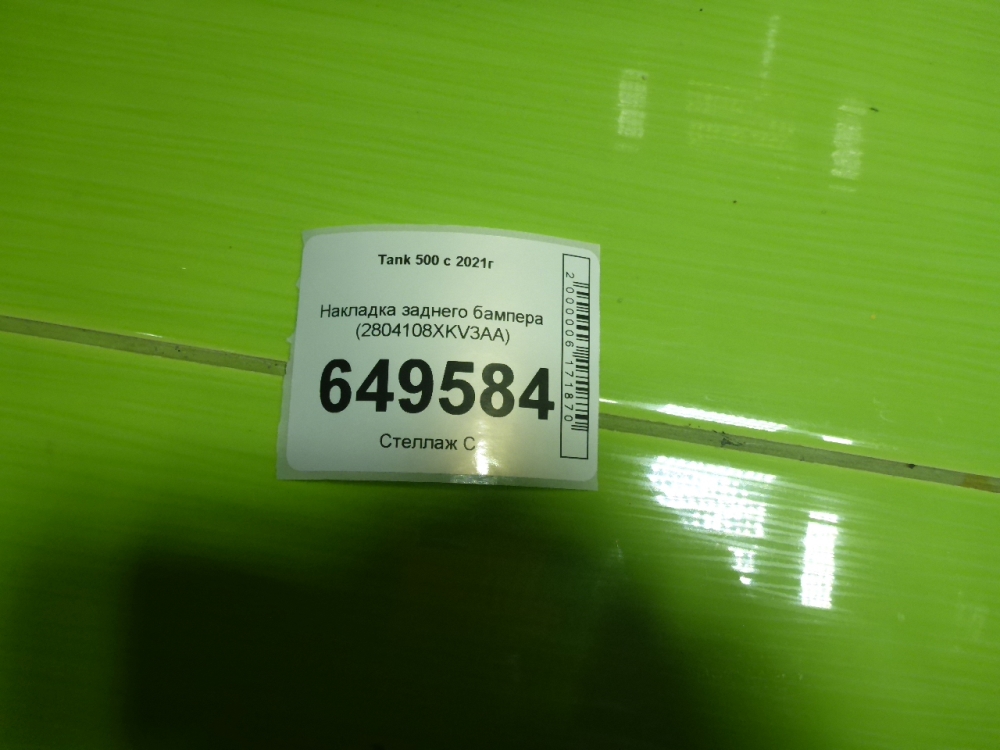 Tank 500 с 2021г
Накладка заднего бампера
(2804108XKV3AA)
649584
Стеллаж С
2000006171870